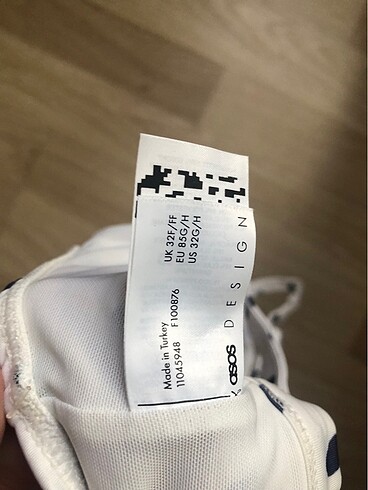 UK 32F/FF
EU 85G/H
US 32G/H
Made in Turkey
11045948 F100876
asos
DESIGN